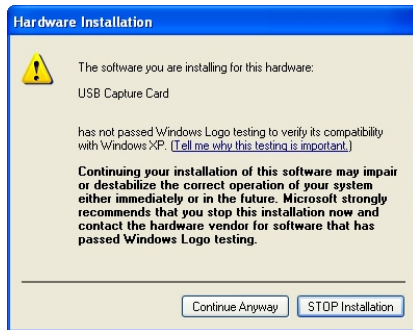 Hardware Installation
The software you are installing for this hardware:
USB Capture Card
has not passed Windows Logo testing to verify its compatibility
with Windows XP. (Tell me why this testing is important.)
Continuing your installation of this software may impair
or destabilize the correct operation of your system
either immediately or in the future. Microsoft strongly
recommends that you stop this installation now and
contact the hardware vendor for software that has
passed Windows Logo testing.
Continue Anyway
STOP Installation